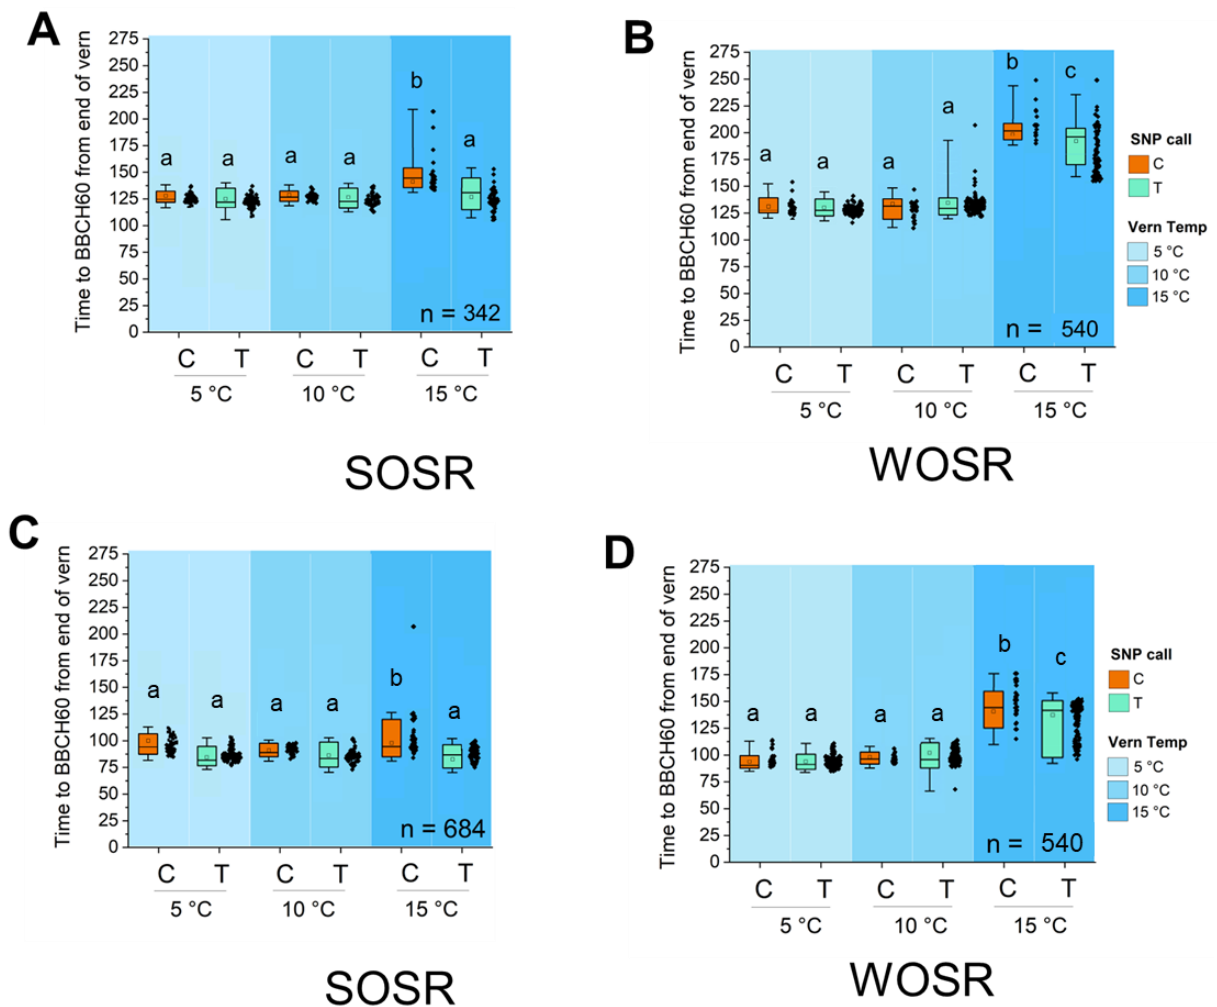 A
Time to BBCH60 from end of vern
275
250
225
200
175
150
125
100
75
50
25
0
a a a a b a
n = 342
C T C T C T
5 °C 10 °C 15 °C
SOSR
B
Time to BBCH60 from end of vern
275
250
225
200
175
150
125
100
75
50
25
0
a a a a b c
n = 540
C T C T C T
5 °C 10 °C 15 °C
WOSR
SNP call
C
T
Vern Temp
5 °C
10 °C
15 °C
C
Time to BBCH60 from end of vern
275
250
225
200
175
150
125
100
75
50
25
0
a a a a b a
n = 684
C T C T C T
5 °C 10 °C 15 °C
SOSR
D
Time to BBCH60 from end of vern
275
250
225
200
175
150
125
100
75
50
25
0
a a a a b c
n = 540
C T C T C T
5 °C 10 °C 15 °C
WOSR
SNP call
C
T
Vern Temp
5 °C
10 °C
15 °C